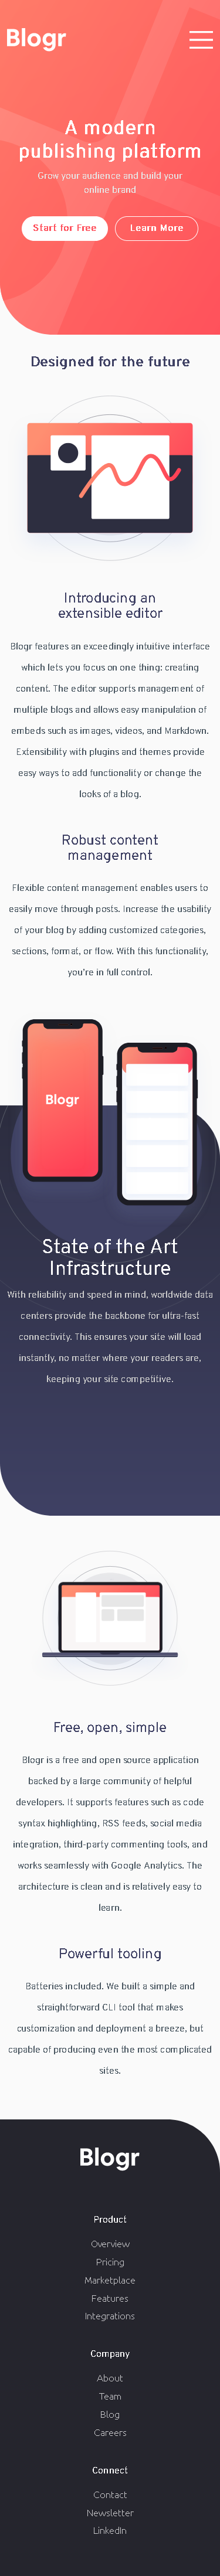 Blogr
A modern
publishing platform
Grow your audience and build your
online brand
Start for Free
Learn More
Designed for the future
Introducing an
extensible editor
Blogr features an exceedingly intuitive interface
which lets you focus on one thing: creating
content. The editor supports management of
multiple blogs and allows easy manipulation of
embeds such as images, videos, and Markdown.
Extensibility with plugins and themes provide
easy ways to add functionality or change the
looks of a blog.
Robust content
management
Flexible content management enables users to
easily move through posts. Increase the usability
of your blog by adding customized categories,
sections, format, or flow. With this functionality,
you're in full control.
Blogr
State of the Art
Infrastructure
With reliability and speed in mind, worldwide data
centers provide the backbone for ultra-fast
connectivity. This ensures your site will load
instantly, no matter where your readers are,
keeping your site competitive.
Free, open, simple
Blogr is a free and open source application
backed by a large community of helpful
developers. It supports features such as code
syntax highlighting, RSS feeds, social media
integration, third-party commenting tools, and
works seamlessly with Google Analytics. The
architecture is clean and is relatively easy to
learn.
Powerful tooling
Batteries included. We built a simple and
straightforward CLI tool that makes
customization and deployment a breeze, but
capable of producing even the most complicated
sites.
Blogr
Product
Overview
Pricing
Marketplace
Features
Integrations
Company
About
Team
Blog
Careers
Connect
Contact
Newsletter
LinkedIn